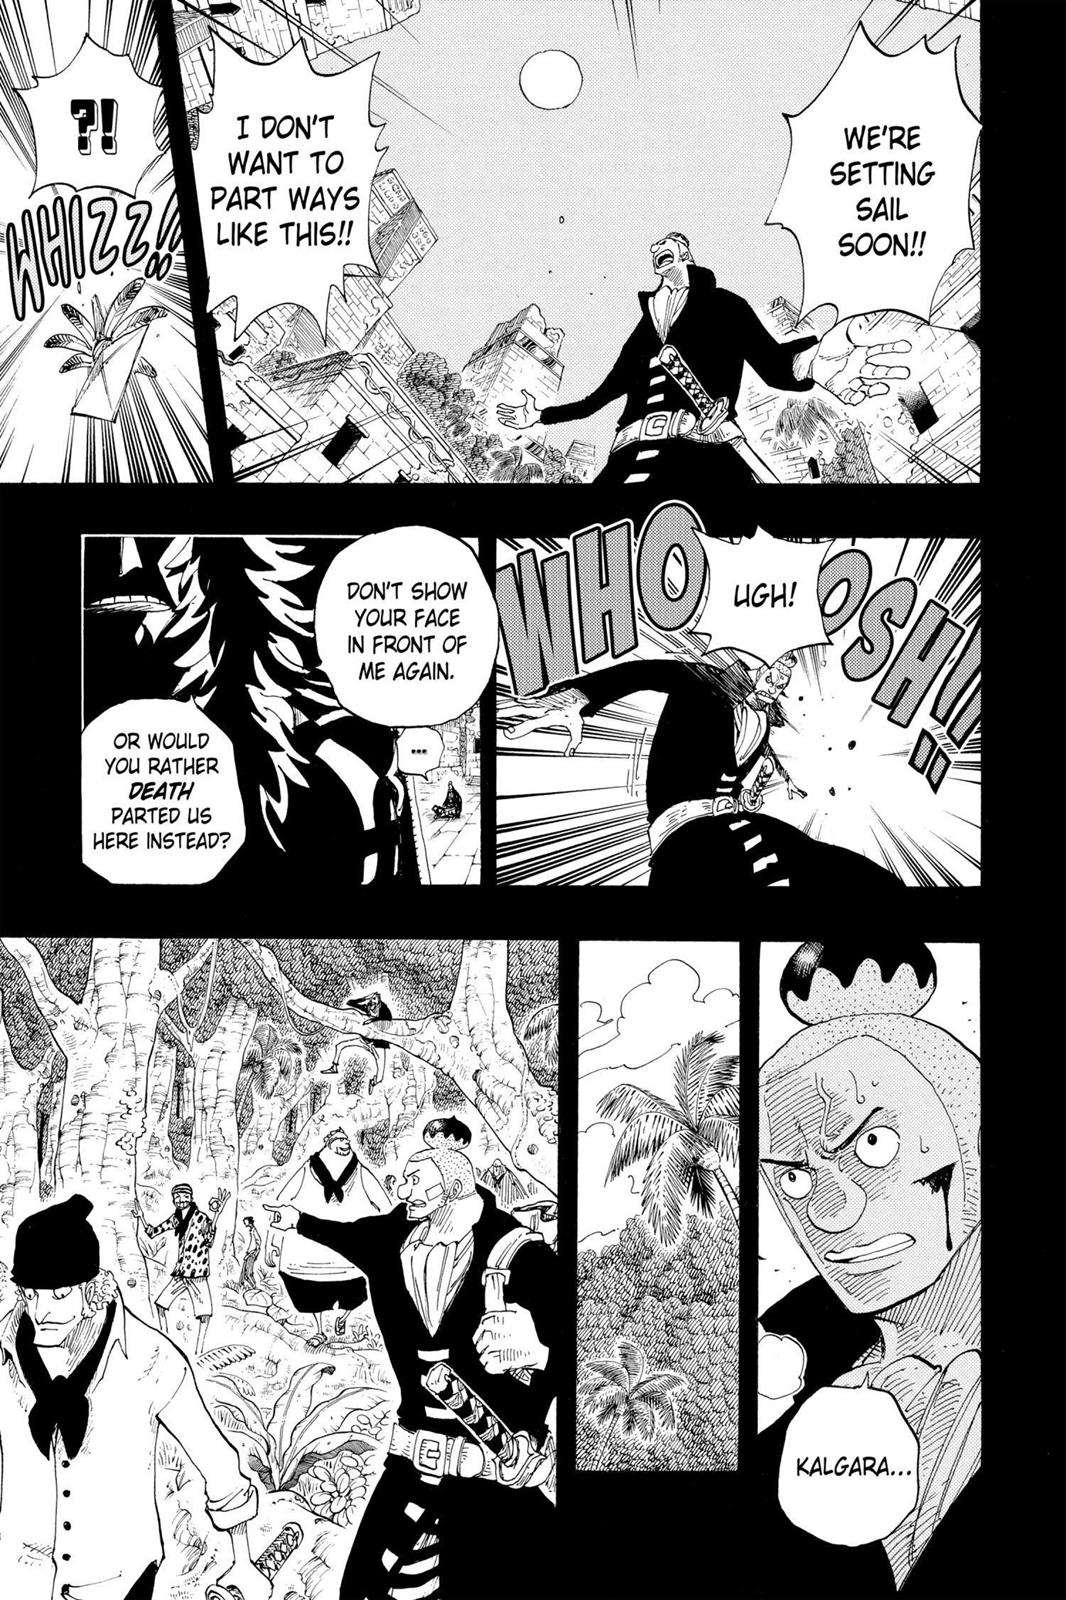 WE'RE
SETTING
SAIL
SOON!!
I DON'T
WANT TO
PART WAYS
LIKE THIS!!
?!
WHIZZ!!
UGH!
WHOOOSH!!
DON'T SHOW
YOUR FACE
IN FRONT OF
ME AGAIN.
...
OR WOULD
YOU RATHER
DEATH
PARTED US
HERE INSTEAD?
KALGARA...